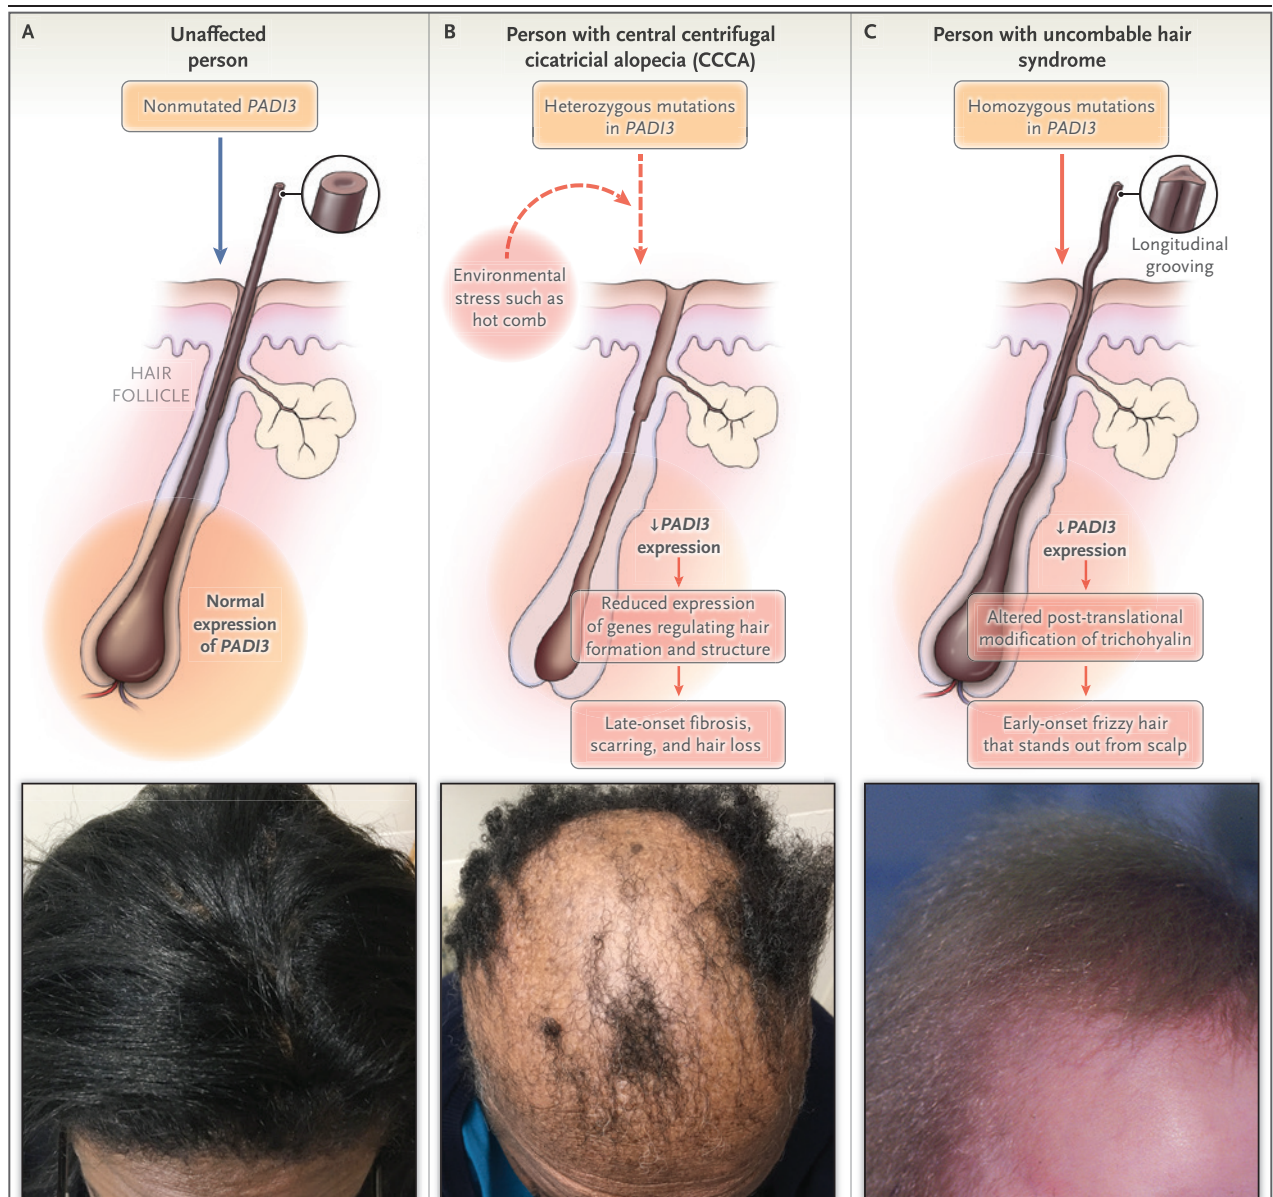 A
Unaffected
person
Nonmutated PADI3
HAIR
FOLLICLE
Normal
expression
of PADI3
B
Person with central centrifugal
cicatricial alopecia (CCCA)
Heterozygous mutations
in PADI3
Environmental
stress such as
hot comb
↓PADI3
expression
Reduced expression
of genes regulating hair
formation and structure
Late-onset fibrosis,
scarring, and hair loss
C
Person with uncombable hair
syndrome
Homozygous mutations
in PADI3
Longitudinal
grooving
↓PADI3
expression
Altered post-translational
modification of trichohyalin
Early-onset frizzy hair
that stands out from scalp